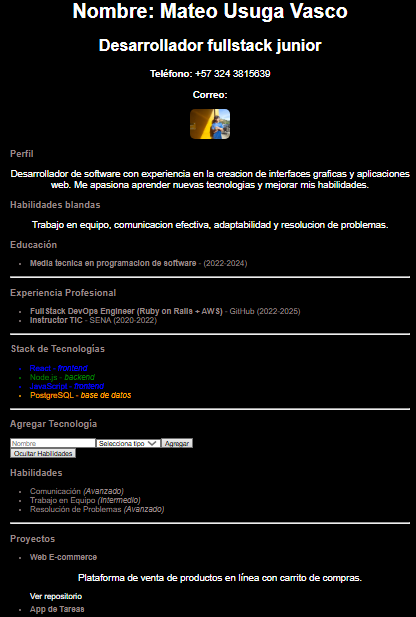 Nombre: Mateo Usuga Vasco
Desarrollador fullstack junior
Teléfono: +57 324 3815639
Correo:
Perfil
Desarrollador de software con experiencia en la creacion de interfaces graficas y aplicaciones
web. Me apasiona aprender nuevas tecnologias y mejorar mis habilidades.
Habilidades blandas
Trabajo en equipo, comunicacion efectiva, adaptabilidad y resolucion de problemas.
Educación
Media tecnica en programacion de software - (2022-2024)
Experiencia Profesional
Full Stack DevOps Engineer (Ruby on Rails + AWS) - GitHub (2022-2025)
Instructor TIC - SENA (2020-2022)
Stack de Tecnologías
React - frontend
Node.js - backend
JavaScript - frontend
PostgreSQL - base de datos
Agregar Tecnología
Nombre Selecciona tipo Agregar
Ocultar Habilidades
Habilidades
Comunicación (Avanzado)
Trabajo en Equipo (Intermedio)
Resolución de Problemas (Avanzado)
Proyectos
Web E-commerce
Plataforma de venta de productos en línea con carrito de compras.
Ver repositorio
App de Tareas